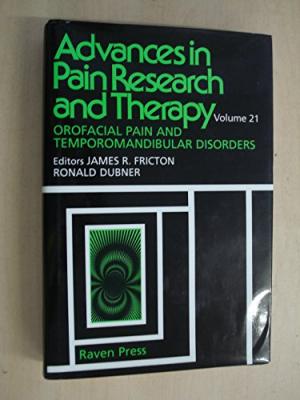 Advances in
Pain Research
and Therapy
Volume 21
OROFACIAL PAIN AND
TEMPOROMANDIBULAR DISORDERS
Editors JAMES R. FRICTON
RONALD DUBNER
Raven Press